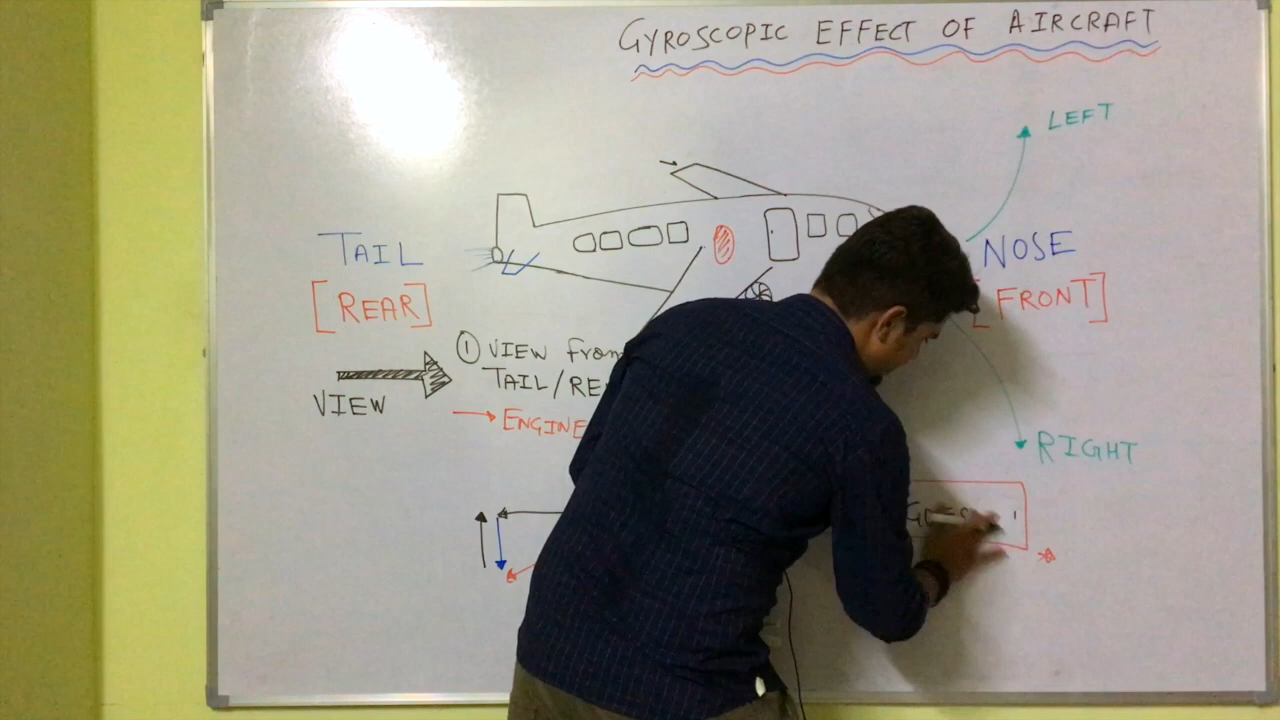 GYROSCOPIC EFFECT OF AIRCRAFT
LEFT
TAIL
[REAR]
NOSE
[FRONT]
① VIEW from
TAIL/RE
VIEW
→ ENGINE
RIGHT